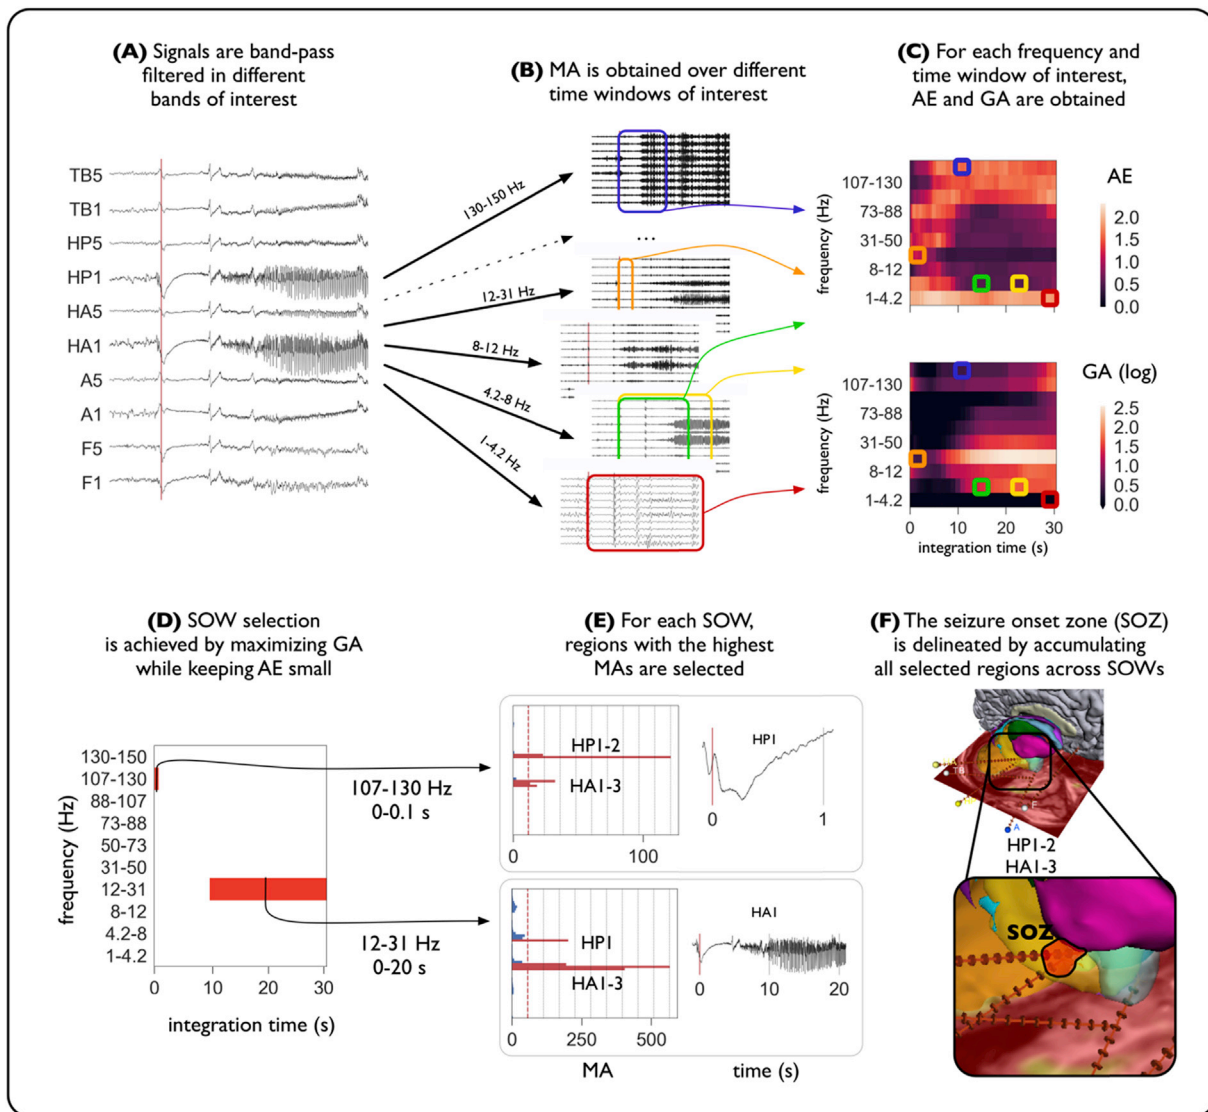 (A) Signals are band-pass
filtered in different
bands of interest
(B) MA is obtained over different
time windows of interest
(C) For each frequency and
time window of interest,
AE and GA are obtained
TB5
TB1
HP5
HP1
HA5
HA1
A5
A1
F5
F1
130-150 Hz
...
12-31 Hz
8-12 Hz
4.2-8 Hz
1-4.2 Hz
frequency (Hz)
107-130
73-88
31-50
8-12
1-4.2
AE
2.0
1.5
1.0
0.5
0.0
frequency (Hz)
107-130
73-88
31-50
8-12
1-4.2
0
10
20
30
integration time (s)
GA (log)
2.5
2.0
1.5
1.0
0.5
0.0
(D) SOW selection
is achieved by maximizing GA
while keeping AE small
(E) For each SOW,
regions with the highest
MAs are selected
(F) The seizure onset zone (SOZ)
is delineated by accumulating
all selected regions across SOWs
frequency (Hz)
130-150
107-130
88-107
73-88
50-73
31-50
12-31
8-12
4.2-8
1-4.2
0
10
20
30
integration time (s)
107-130 Hz
0-0.1 s
12-31 Hz
0-20 s
HP1-2
HA1-3
0
100
HP1
0
1
HP1
HA1-3
0
250
500
MA
HA1
0
10
20
time (s)
HA
TB
F
A
HP1-2
HA1-3
SOZ